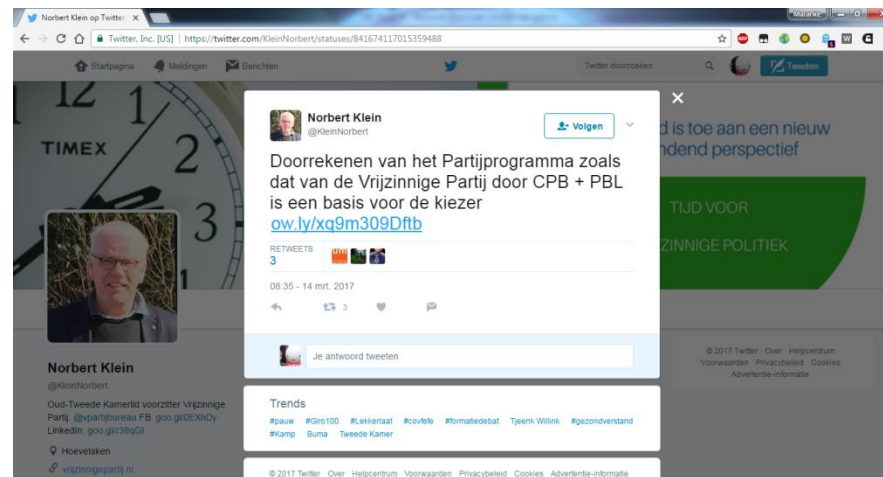 Norbert Klein op Twitter:
Twitter, Inc. [US] https://twitter.com/KleinNorbert/statuses/841674117015359488
Startpagina Meldingen Berichten Twitter doorzoeken Tweeten
12
TIMEX
1
2
3
Norbert Klein
@KleinNorbert
Volgen
Doorrekenen van het Partijprogramma zoals
dat van de Vrijzinnige Partij door CPB + PBL
is een basis voor de kiezer
ow.ly/xq9m309Dftb
RETWEETS
3
08:35 - 14 mrt. 2017
3
Je antwoord tweeten
Trends
#pauw #Giro100 #Lekkerlaat #covfefe #formatiedebat Tjeenk Willink #gezondverstand
#Kamp Buma Tweede Kamer
© 2017 Twitter Over Helpcentrum Voorwaarden Privacybeleid Cookies Advertentie-informatie
d is toe aan een nieuw
ndend perspectief
TIJD VOOR
ZINNIGE POLITIEK
© 2017 Twitter Over Helpcentrum
Voorwaarden Privacybeleid Cookies
Advertentie-informatie
Norbert Klein
@KleinNorbert
Oud-Tweede Kamerlid voorzitter Vrijzinnige
Partij. @vpartijbureau FB: goo.gl/0EXhDy
LinkedIn: goo.gl/r38qGI
Hoevelaken
vrijzinnigepartij.nl